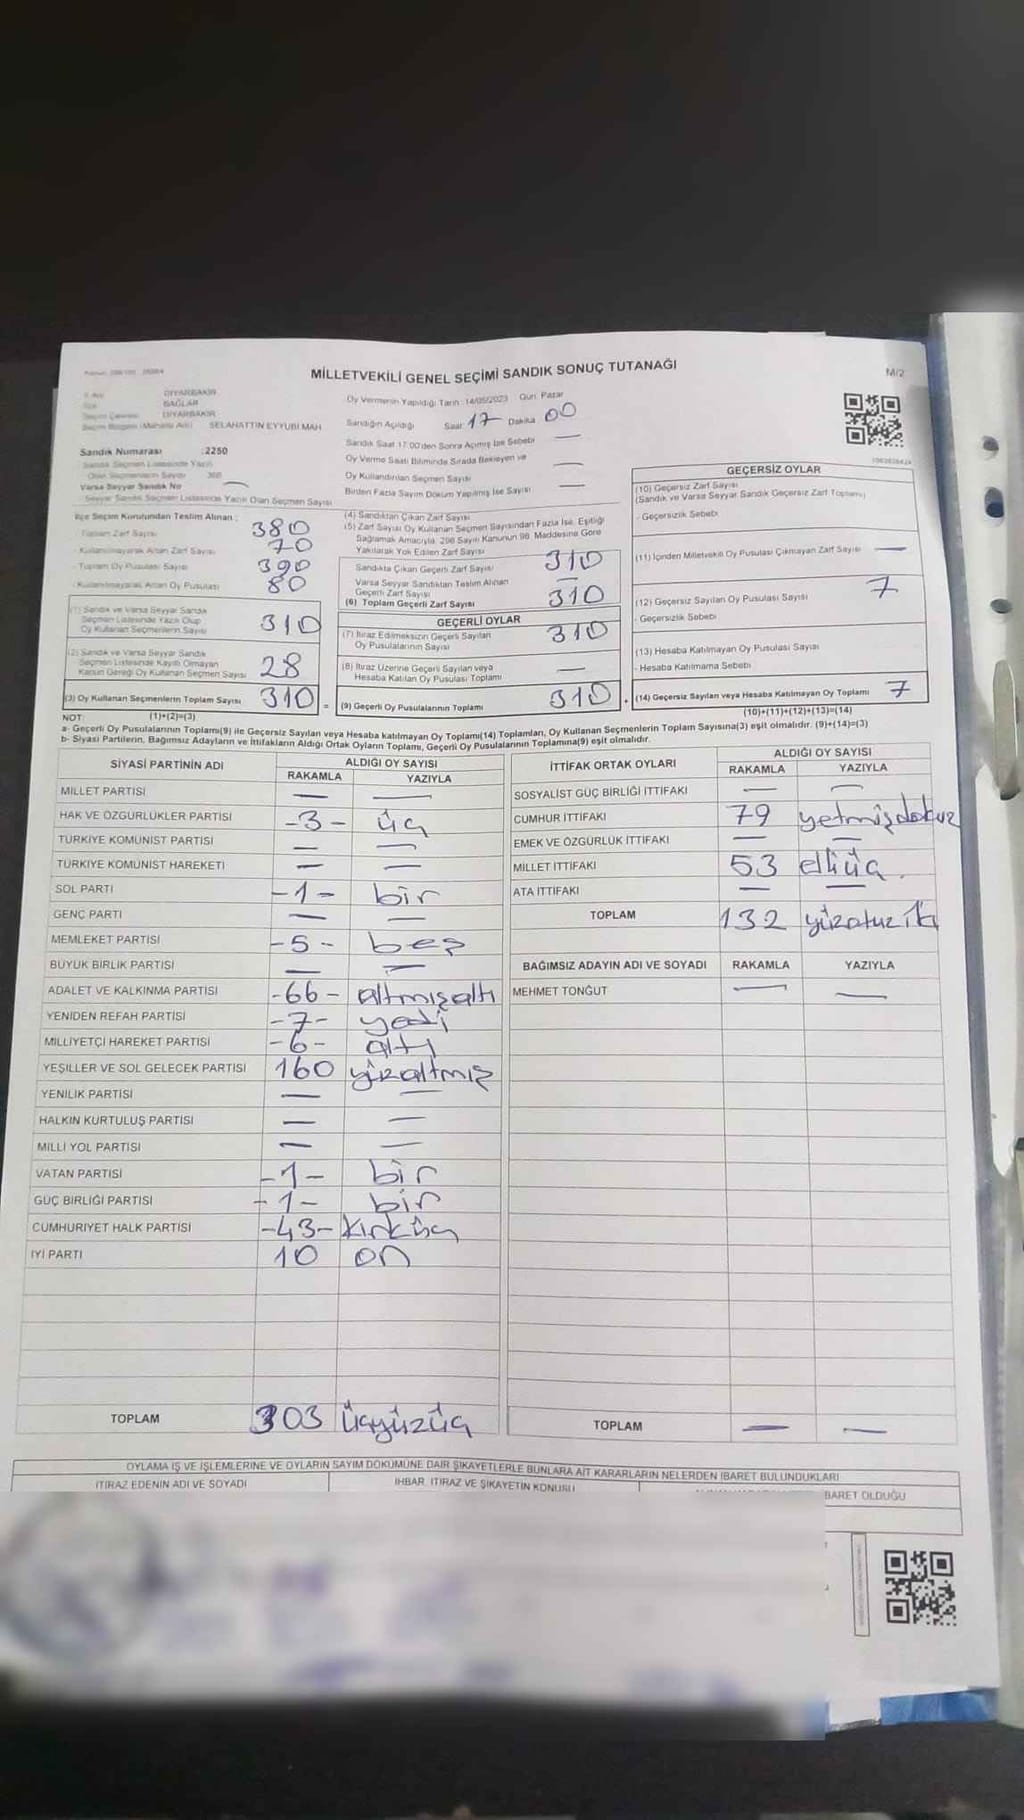 MİLLETVEKİLİ GENEL SEÇİMİ SANDIK SONUÇ TUTANAĞI
M/2
DİYARBAKIR
BAĞLAR
DİYARBAKIR
SELAHATTİN EYYUBİ MAH
Oy Vermenin Yapıldığı Tarih :14/05/2023 Gün: Pazar
Sandığın Açıldığı Saat 17 Dakika 00
Sandık Saat 17:00'den Sonra Açılmış İse Sebebi —
Oy Verme Saati Bitiminde Sırada Bekleyen ve
Oy Kullandırılan Seçmen Sayısı —
Birden Fazla Sayım Döküm Yapılmış İse Sayısı —
Sandık Numarası :2250
Sandık Seçmen Listesinde Yazılı
Olan Seçmenlerin Sayısı
Varsa Seyyar Sandık No —
Seyyar Sandık Seçmen Listesinde Yazılı Olan Seçmen Sayısı
İlçe Seçim Kurulundan Teslim Alınan :
Toplam Zarf Sayısı 380
Kullanılmayarak Artan Zarf Sayısı 70
Toplam Oy Pusulası Sayısı 390
Kullanılmayarak Artan Oy Pusulası 80
(1) Sandık ve Varsa Seyyar Sandık
Seçmen Listesinde Yazılı Olup
Oy Kullanan Seçmenlerin Sayısı 310
(2) Sandık ve Varsa Seyyar Sandık
Seçmen Listesinde Kayıtlı Olmayan
Kanun Gereği Oy Kullanan Seçmen Sayısı 28
(3) Oy Kullanan Seçmenlerin Toplam Sayısı 310 =
(4) Sandıktan Çıkan Zarf Sayısı
(5) Zarf Sayısı Oy Kullanan Seçmen Sayısından Fazla İse, Eşitliği
Sağlamak Amacıyla, 298 Sayılı Kanunun 98. Maddesine Göre
Yakılarak Yok Edilen Zarf Sayısı
Sandıkta Çıkan Geçerli Zarf Sayısı 310
Varsa Seyyar Sandıktan Teslim Alınan
Geçerli Zarf Sayısı —
(6) Toplam Geçerli Zarf Sayısı 310
GEÇERLİ OYLAR
(7) İtiraz Edilmeksizin Geçerli Sayılan
Oy Pusulalarının Sayısı 310
(8) İtiraz Üzerine Geçerli Sayılan veya
Hesaba Katılan Oy Pusulası Toplamı —
(9) Geçerli Oy Pusulalarının Toplamı 310
GEÇERSİZ OYLAR
(10) Geçersiz Zarf Sayısı
(Sandık ve Varsa Seyyar Sandık Geçersiz Zarf Toplamı)
- Geçersizlik Sebebi
(11) İçinden Milletvekili Oy Pusulası Çıkmayan Zarf Sayısı —
(12) Geçersiz Sayılan Oy Pusulası Sayısı 7
- Geçersizlik Sebebi
(13) Hesaba Katılmayan Oy Pusulası Sayısı
- Hesaba Katılmama Sebebi
(14) Geçersiz Sayılan veya Hesaba Katılmayan Oy Toplamı 7
(10)+(11)+(12)+(13)=(14)
NOT: (1)+(2)=(3)
a- Geçerli Oy Pusulalarının Toplamı(9) ile Geçersiz Sayılan veya Hesaba Katılmayan Oy Toplamı(14) Toplamları, Oy Kullanan Seçmenlerin Toplam Sayısına(3) eşit olmalıdır. (9)+(14)=(3)
b- Siyasi Partilerin, Bağımsız Adayların ve İttifakların Aldığı Ortak Oyların Toplamı, Geçerli Oy Pusulalarının Toplamına(9) eşit olmalıdır.
SİYASİ PARTİNİN ADI ALDIĞI OY SAYISI
RAKAMLA YAZIYLA
MİLLET PARTİSİ — —
HAK VE ÖZGÜRLÜKLER PARTİSİ -3- üç
TÜRKİYE KOMÜNİST PARTİSİ — —
TÜRKİYE KOMÜNİST HAREKETİ — —
SOL PARTİ -1- bir
GENÇ PARTİ — —
MEMLEKET PARTİSİ -5- beş
BÜYÜK BİRLİK PARTİSİ — —
ADALET VE KALKINMA PARTİSİ -66- altmışaltı
YENİDEN REFAH PARTİSİ -7- yedi
MİLLİYETÇİ HAREKET PARTİSİ -6- altı
YEŞİLLER VE SOL GELECEK PARTİSİ 160 yüzaltmış
YENİLİK PARTİSİ — —
HALKIN KURTULUŞ PARTİSİ — —
MİLLİ YOL PARTİSİ — —
VATAN PARTİSİ -1- bir
GÜÇ BİRLİĞİ PARTİSİ -1- bir
CUMHURİYET HALK PARTİSİ -43- kırküç
İYİ PARTİ 10 on
TOPLAM 303 üçyüzüç
İTTİFAK ORTAK OYLARI ALDIĞI OY SAYISI
RAKAMLA YAZIYLA
SOSYALİST GÜÇ BİRLİĞİ İTTİFAKI — —
CUMHUR İTTİFAKI 79 yetmişdokuz
EMEK VE ÖZGÜRLÜK İTTİFAKI — —
MİLLET İTTİFAKI 53 elliüç.
ATA İTTİFAKI — —
TOPLAM 132 yüzotuziki
BAĞIMSIZ ADAYIN ADI VE SOYADI RAKAMLA YAZIYLA
MEHMET TONĞUT — —
TOPLAM — —
OYLAMA İŞ VE İŞLEMLERİNE VE OYLARIN SAYIM DÖKÜMÜNE DAİR ŞİKAYETLERLE BUNLARA AİT KARARLARIN NELERDEN İBARET BULUNDUKLARI
İTİRAZ EDENİN ADI VE SOYADI İHBAR, İTİRAZ VE ŞİKAYETİN KONUSU BARET OLDUĞU